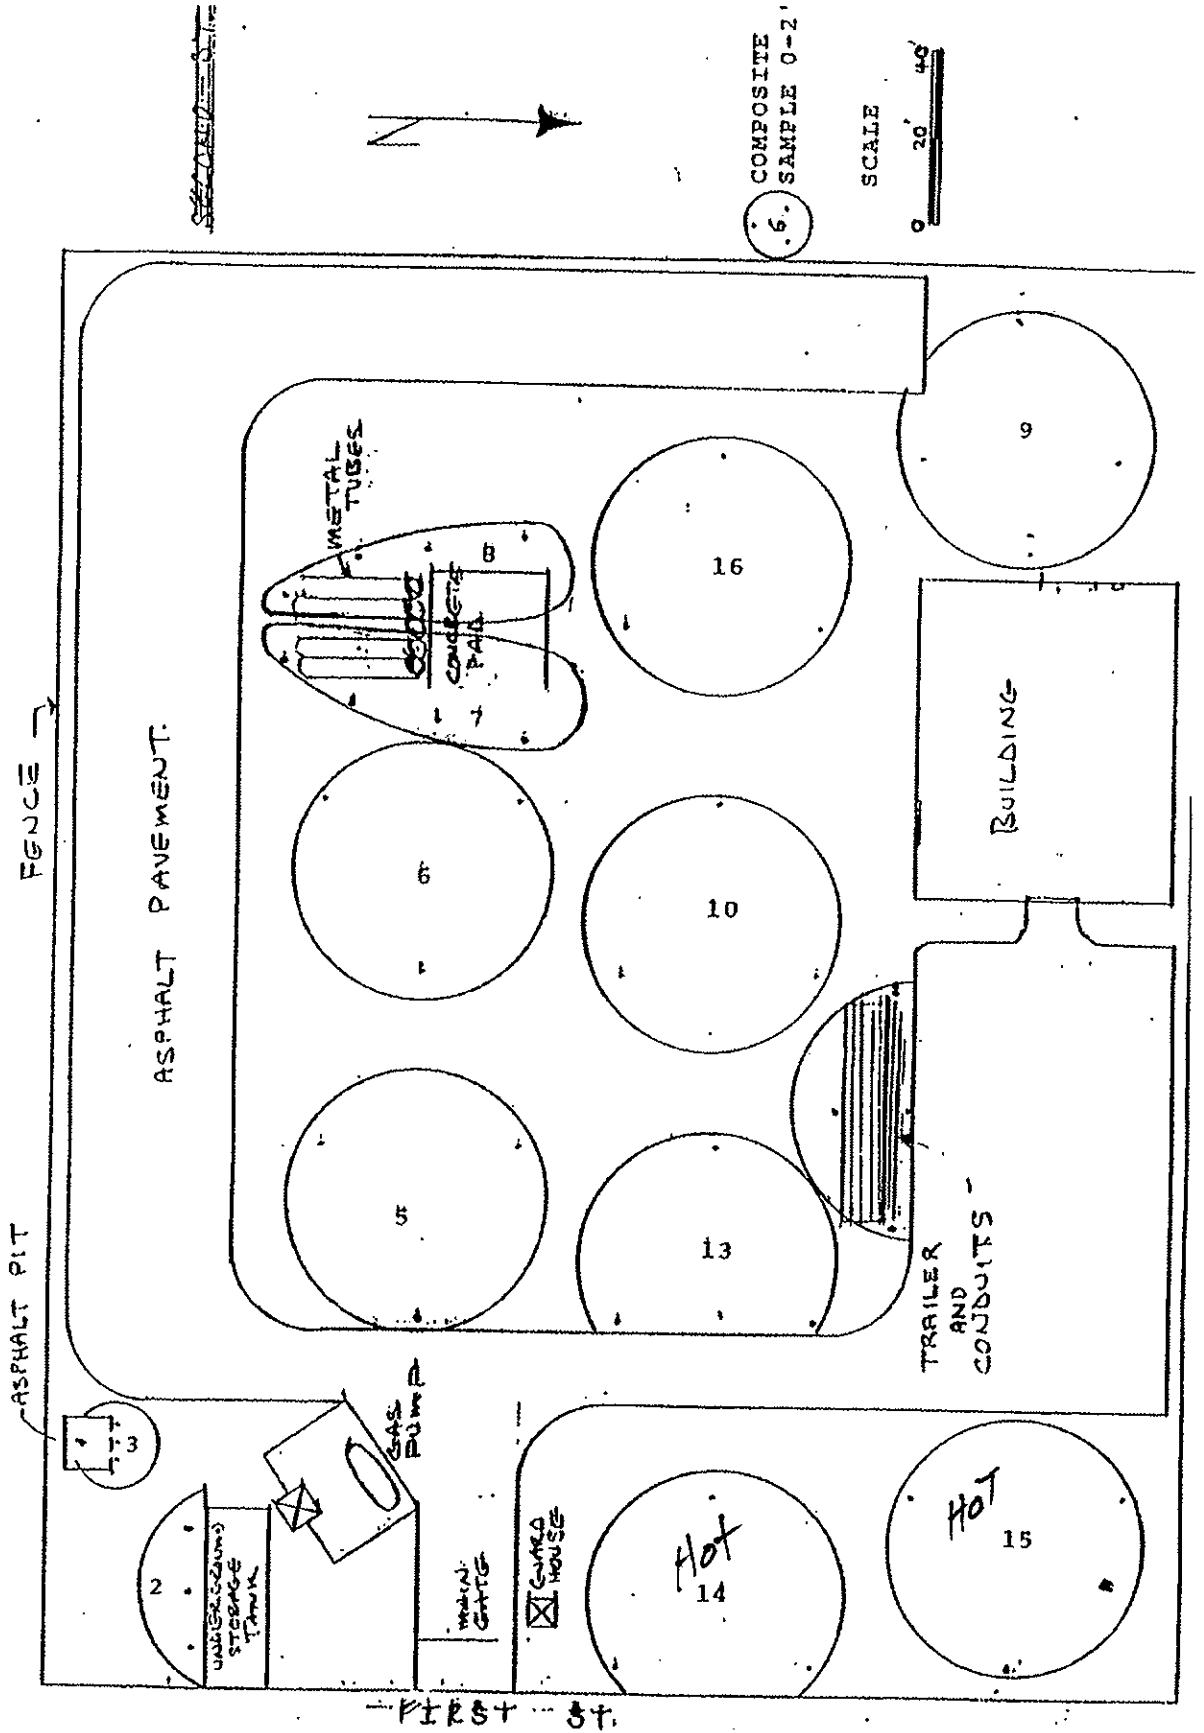 COMPOSITE
SAMPLE 0-2'
6
SCALE
0 20' 40'
N
FENCE
ASPHALT PAVEMENT.
METAL
TUBES
8
CONCRETE
PAD
7
16
9
6
10
BUILDING
5
13
TRAILER
AND
CONDUITS
ASPHALT PIT
3
GAS
PUMP
2
UNDERGROUND
STORAGE
TANK
MAIN
GATE
GUARD
HOUSE
HOT
14
HOT
15
FIRST ST.